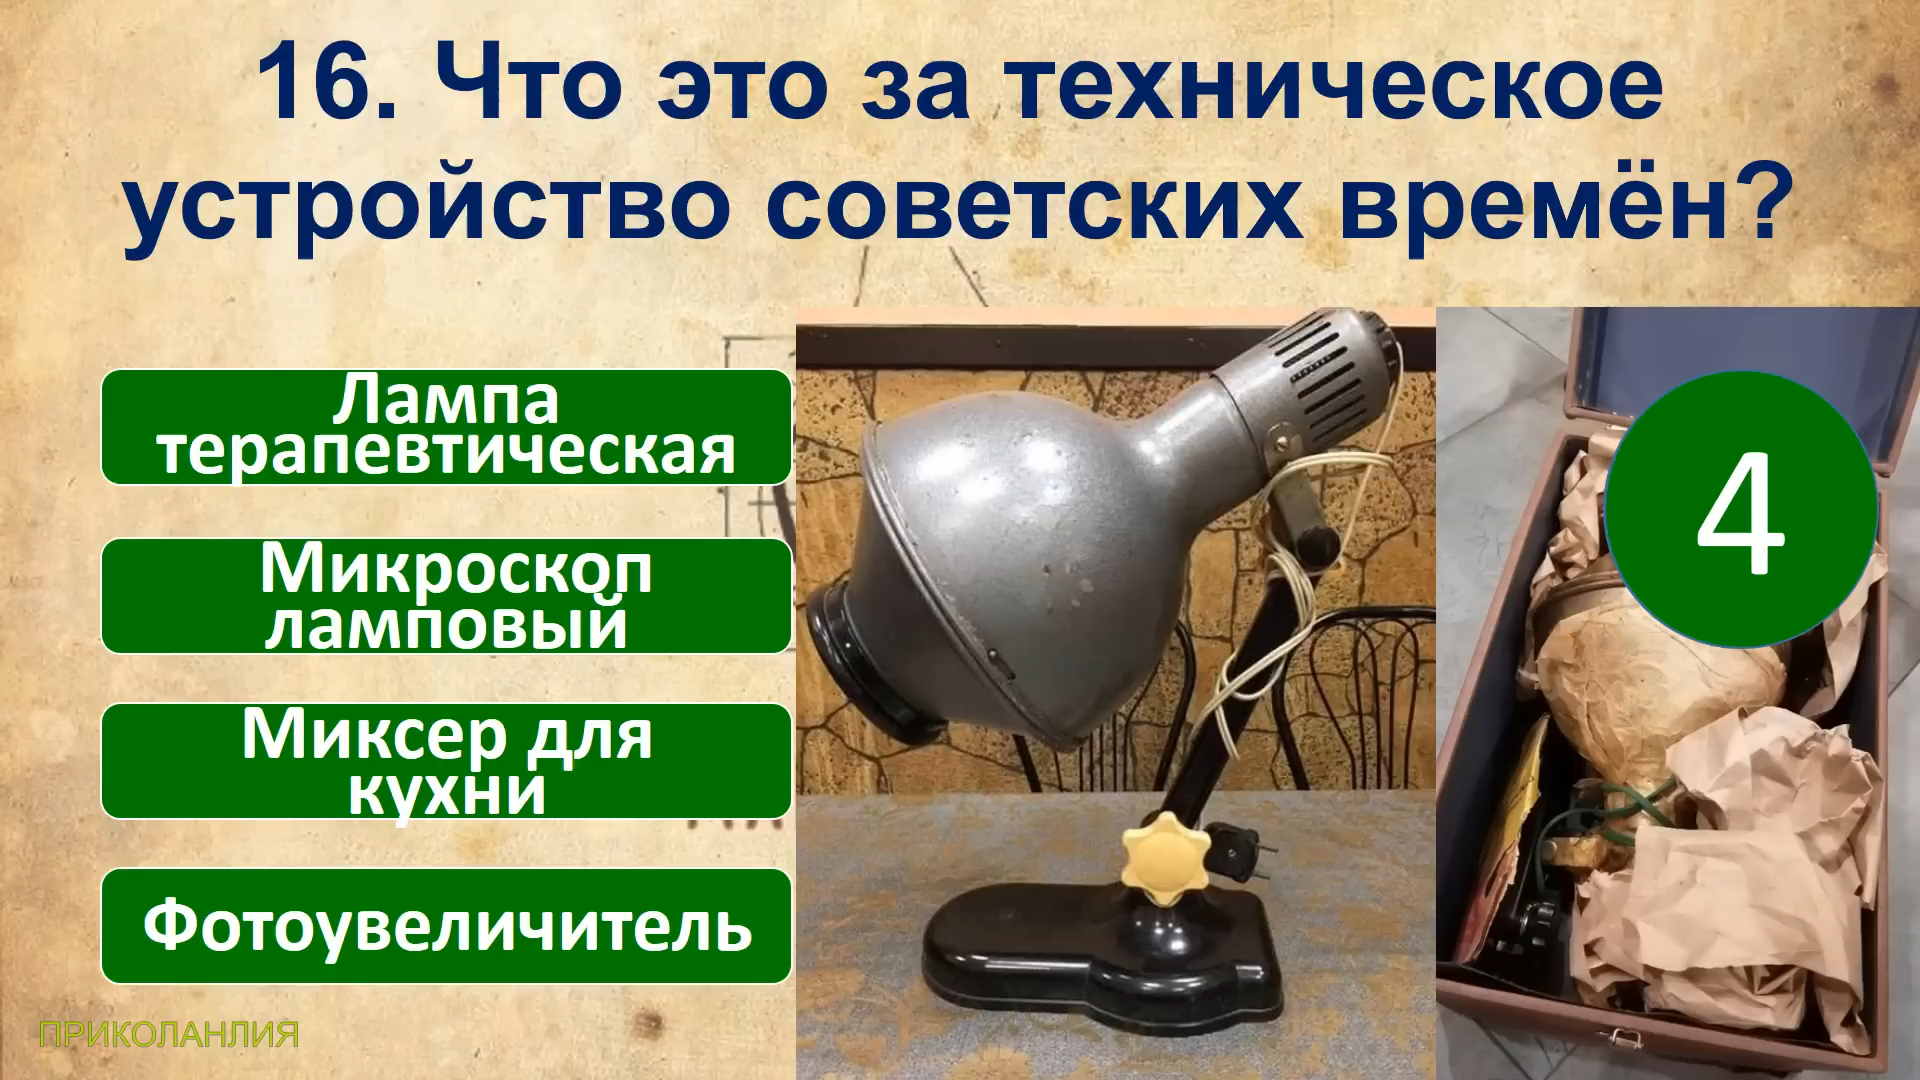 16. Что это за техническое
устройство советских времён?
Лампа
терапевтическая
Микроскоп
ламповый
Миксер для
кухни
Фотоувеличитель
4
ПРИКОЛАНЛИЯ